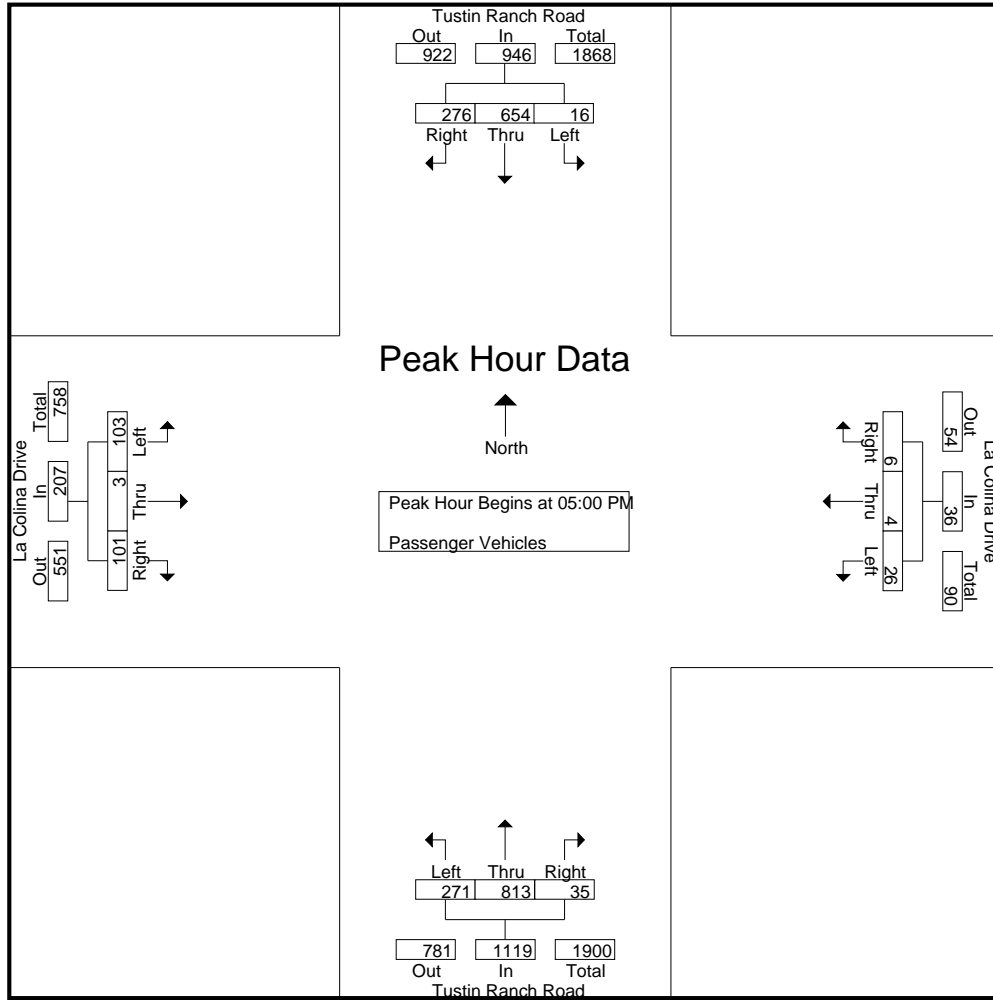 Tustin Ranch Road
Out In Total
922 946 1868
276 654 16
Right Thru Left
Peak Hour Data
North
Peak Hour Begins at 05:00 PM
Passenger Vehicles
La Colina Drive
Total In Out
758 207 551
103 3 101
Left Thru Right
La Colina Drive
Out In Total
54 36 90
6 4 26
Right Thru Left
Left Thru Right
271 813 35
781 1119 1900
Out In Total
Tustin Ranch Road